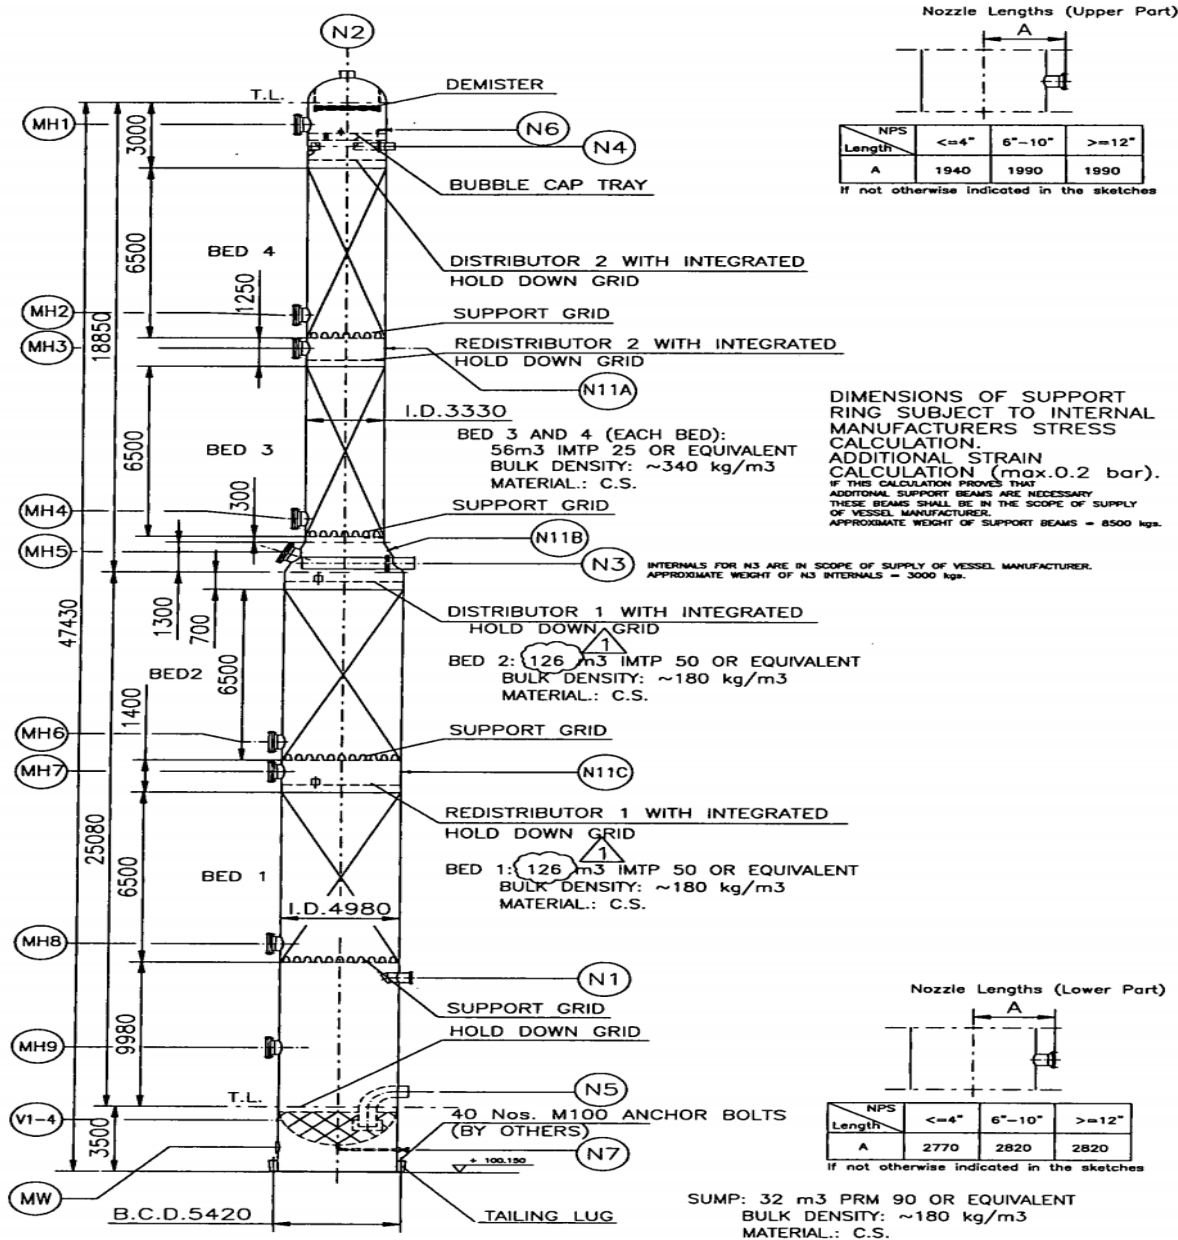 Nozzle Lengths (Upper Part)
A
NPS
Length
<=4" 6"-10" >=12"
A 1940 1990 1990
If not otherwise indicated in the sketches
N2
T.L.
DEMISTER
MH1
3000
N6
N4
BUBBLE CAP TRAY
6500
BED 4
1250
DISTRIBUTOR 2 WITH INTEGRATED
HOLD DOWN GRID
MH2
SUPPORT GRID
MH3
18850
REDISTRIBUTOR 2 WITH INTEGRATED
HOLD DOWN GRID
N11A
I.D.3330
BED 3 AND 4 (EACH BED):
56m3 IMTP 25 OR EQUIVALENT
BULK DENSITY: ~340 kg/m3
MATERIAL.: C.S.
DIMENSIONS OF SUPPORT
RING SUBJECT TO INTERNAL
MANUFACTURERS STRESS
CALCULATION.
ADDITIONAL STRAIN
CALCULATION (max.0.2 bar).
IF THIS CALCULATION PROVES THAT
ADDITONAL SUPPORT BEAMS ARE NECESSARY
THESE BEAMS SHALL BE IN THE SCOPE OF SUPPLY
OF VESSEL MANUFACTURER.
APPROXIMATE WEIGHT OF SUPPORT BEAMS = 8500 kgs.
6500
BED 3
300
MH4
SUPPORT GRID
MH5
N11B
N3
INTERNALS FOR N3 ARE IN SCOPE OF SUPPLY OF VESSEL MANUFACTURER.
APPROXIMATE WEIGHT OF N3 INTERNALS = 3000 kgs.
47430
1300
700
DISTRIBUTOR 1 WITH INTEGRATED
HOLD DOWN GRID
1
BED 2: 126 m3 IMTP 50 OR EQUIVALENT
BULK DENSITY: ~180 kg/m3
MATERIAL.: C.S.
BED2
6500
1400
MH6
SUPPORT GRID
MH7
N11C
REDISTRIBUTOR 1 WITH INTEGRATED
HOLD DOWN GRID
1
25080
6500
BED 1
BED 1: 126 m3 IMTP 50 OR EQUIVALENT
BULK DENSITY: ~180 kg/m3
MATERIAL.: C.S.
I.D.4980
MH8
N1
SUPPORT GRID
HOLD DOWN GRID
9980
MH9
Nozzle Lengths (Lower Part)
A
NPS
Length
<=4" 6"-10" >=12"
A 2770 2820 2820
If not otherwise indicated in the sketches
T.L.
N5
V1-4
3500
40 Nos. M100 ANCHOR BOLTS
(BY OTHERS)
N7
+ 100.150
MW
B.C.D.5420
TAILING LUG
SUMP: 32 m3 PRM 90 OR EQUIVALENT
BULK DENSITY: ~180 kg/m3
MATERIAL: C.S.